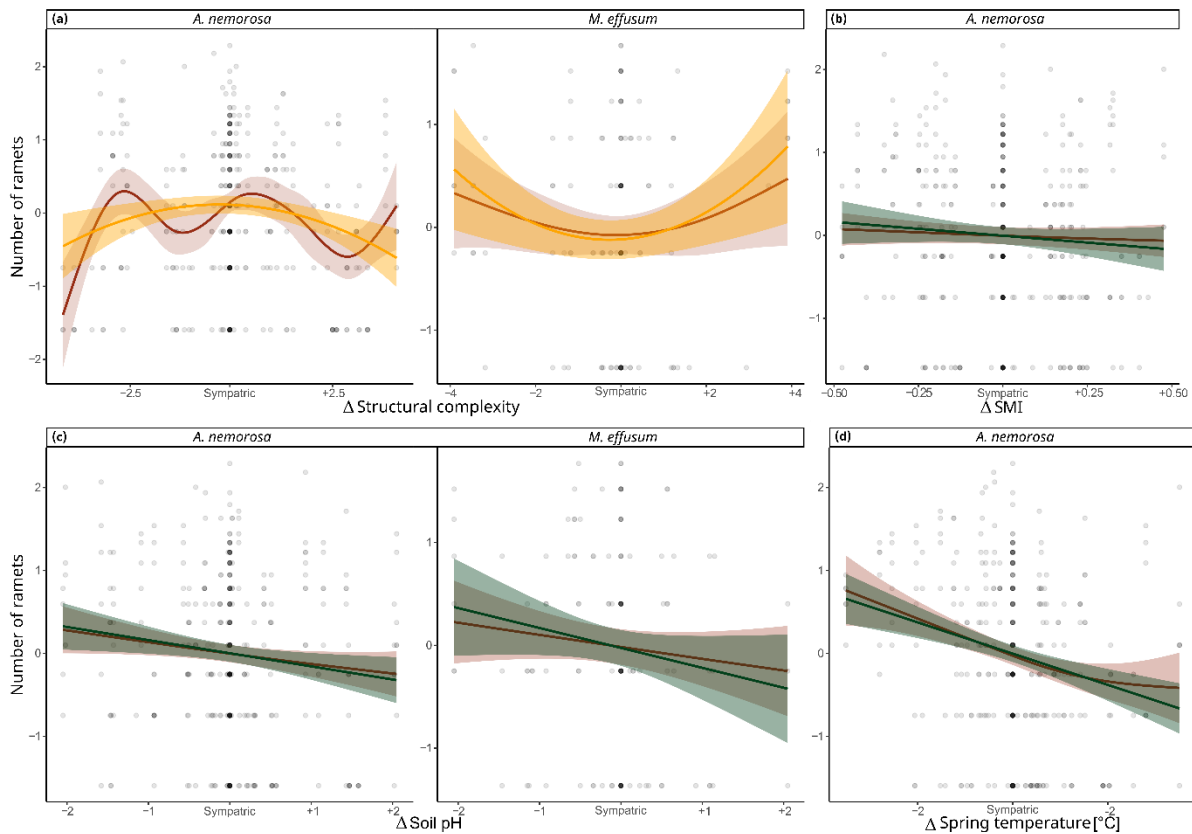 (a) A. nemorosa M. effusum (b) A. nemorosa
Number of ramets
2
1
0
−1
−2
1
0
−1
2
1
0
−1
−2.5 Sympatric +2.5 −4 −2 Sympatric +2 +4 −0.50 −0.25 Sympatric +0.25 +0.50
Δ Structural complexity Δ SMI
(c) A. nemorosa M. effusum (d) A. nemorosa
Number of ramets
2
1
0
−1
1
0
−1
2
1
0
−1
−2 −1 Sympatric +1 +2 −2 −1 Sympatric +1 +2 −2 Sympatric −2
Δ Soil pH Δ Spring temperature [°C]